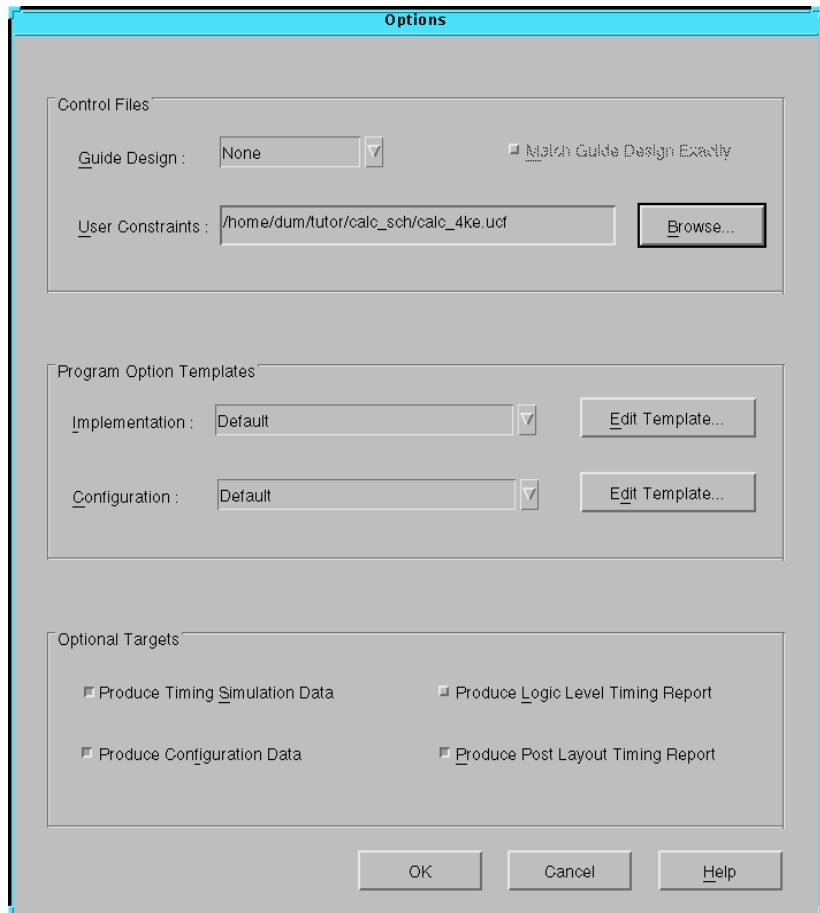 Options
Control Files
Guide Design :
None
Match Guide Design Exactly
User Constraints :
/home/dum/tutor/calc_sch/calc_4ke.ucf
Browse...
Program Option Templates
Implementation :
Default
Edit Template...
Configuration :
Default
Edit Template...
Optional Targets
Produce Timing Simulation Data
Produce Logic Level Timing Report
Produce Configuration Data
Produce Post Layout Timing Report
OK
Cancel
Help